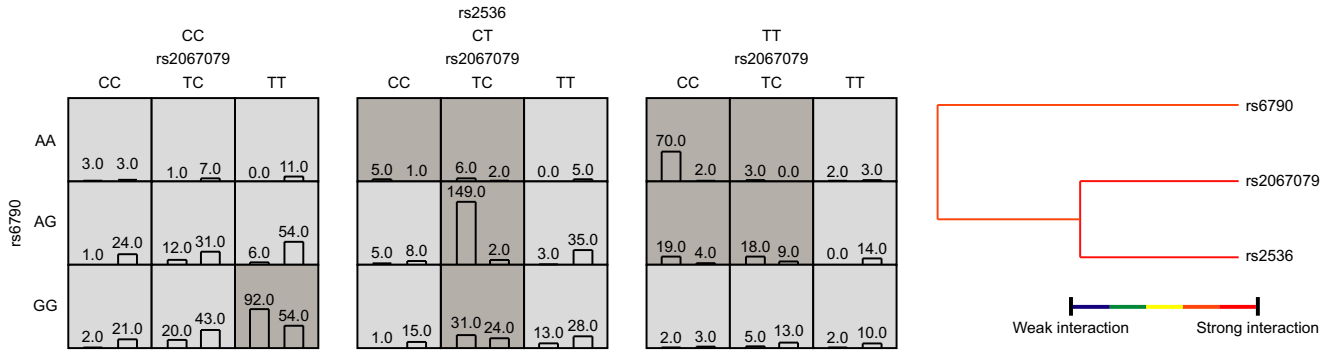 rs2536
CC CT TT
rs2067079 rs2067079 rs2067079
CC TC TT CC TC TT CC TC TT
rs6790
AA
3.0 3.0 1.0 7.0 0.0 11.0 5.0 1.0 6.0 2.0 0.0 5.0 70.0 2.0 3.0 0.0 2.0 3.0
AG
1.0 24.0 12.0 31.0 6.0 54.0 5.0 8.0 149.0 2.0 3.0 35.0 19.0 4.0 18.0 9.0 0.0 14.0
GG
2.0 21.0 20.0 43.0 92.0 54.0 1.0 15.0 31.0 24.0 13.0 28.0 2.0 3.0 5.0 13.0 2.0 10.0
rs6790
rs2067079
rs2536
Weak interaction Strong interaction